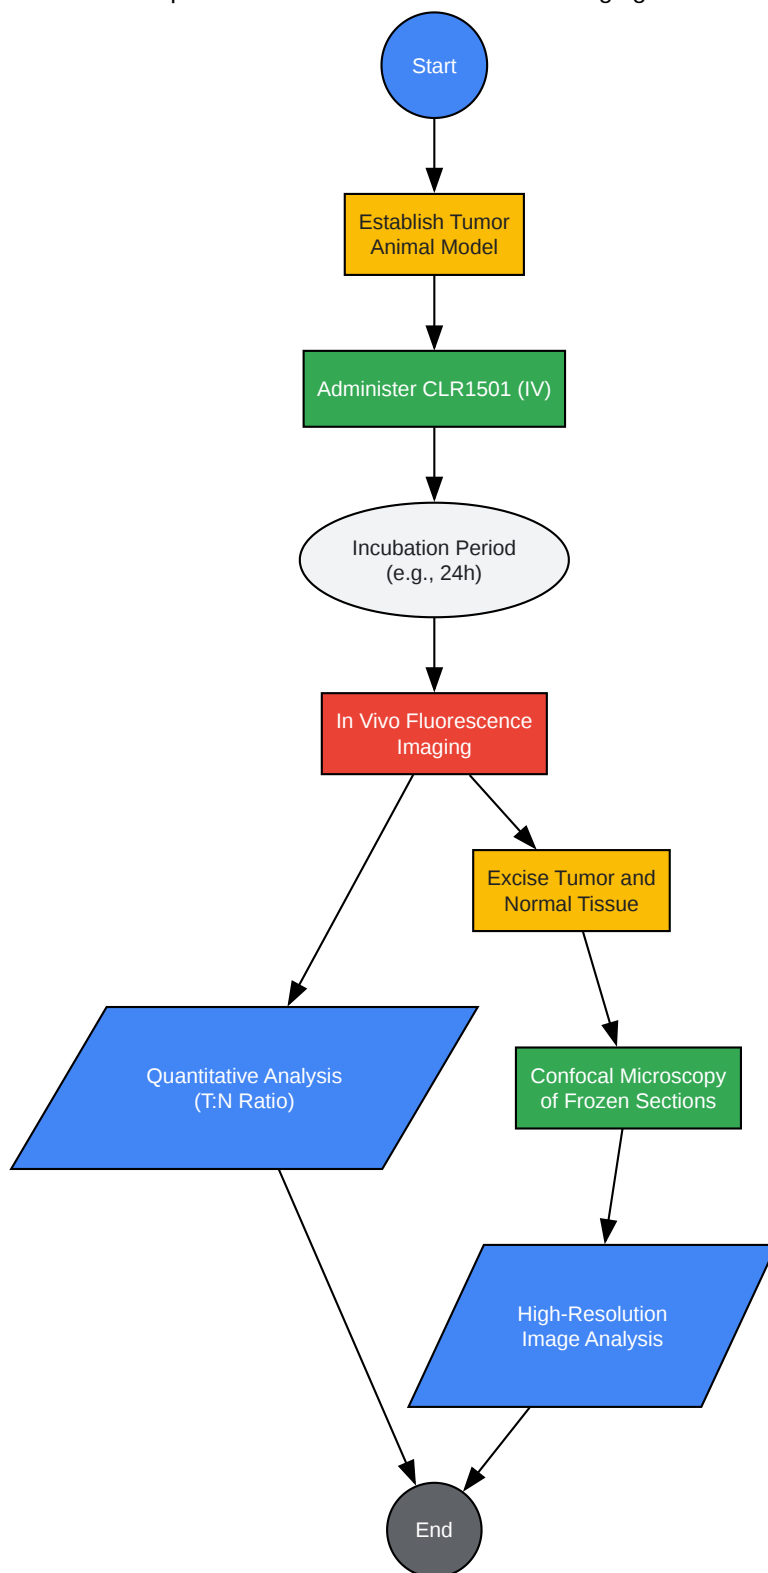 Start
Establish Tumor
Animal Model
Administer CLR1501 (IV)
Incubation Period
(e.g., 24h)
In Vivo Fluorescence
Imaging
Excise Tumor and
Normal Tissue
Quantitative Analysis
(T:N Ratio)
Confocal Microscopy
of Frozen Sections
High-Resolution
Image Analysis
End